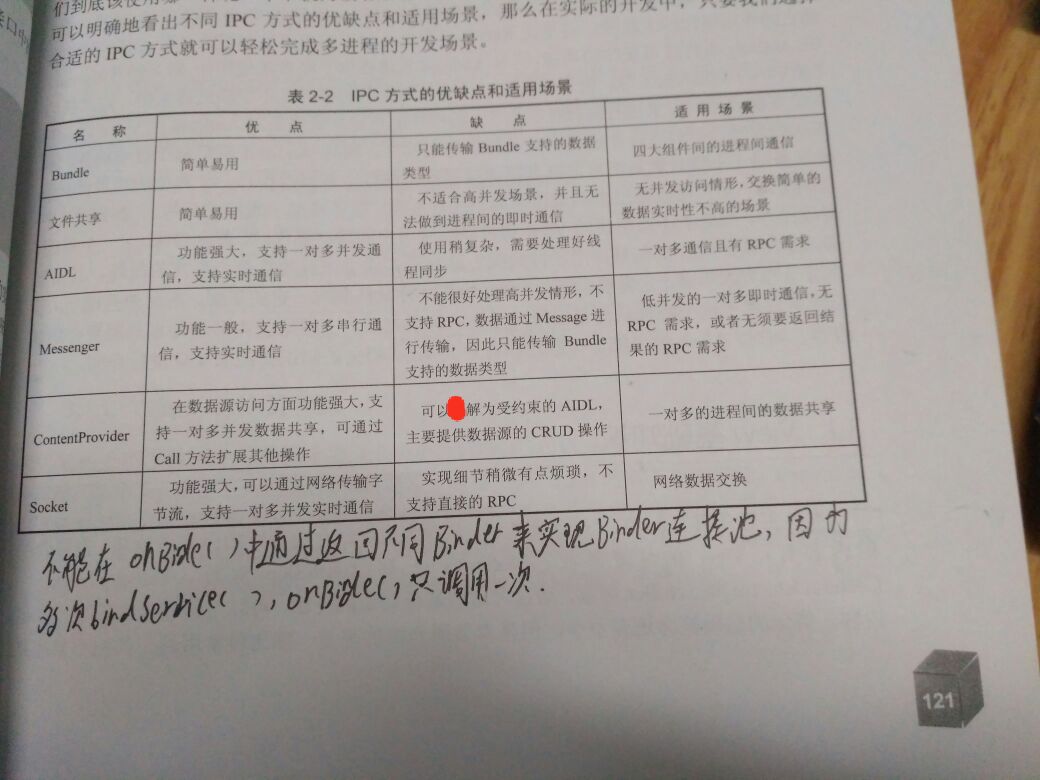 可以明确地看出不同 IPC 方式的优缺点和适用场景，那么在实际的开发中，只要我们选择
合适的 IPC 方式就可以轻松完成多进程的开发场景。
表 2-2 IPC 方式的优缺点和适用场景
名 称 优 点 缺 点 适 用 场 景
Bundle 简单易用 只能传输 Bundle 支持的数据
类型 四大组件间的进程间通信
文件共享 简单易用 不适合高并发场景，并且无
法做到进程间的即时通信 无并发访问情形，交换简单的
数据实时性不高的场景
AIDL 功能强大，支持一对多并发通
信，支持实时通信 使用稍复杂，需要处理好线
程同步 一对多通信且有 RPC 需求
Messenger 功能一般，支持一对多串行通
信，支持实时通信 不能很好处理高并发情形，不
支持 RPC，数据通过 Message 进
行传输，因此只能传输 Bundle
支持的数据类型 低并发的一对多即时通信，无
RPC 需求，或者无须要返回结
果的 RPC 需求
ContentProvider 在数据源访问方面功能强大，支
持一对多并发数据共享，可通过
Call 方法扩展其他操作 可以 解为受约束的 AIDL，
主要提供数据源的 CRUD 操作 一对多的进程间的数据共享
Socket 功能强大，可以通过网络传输字
节流，支持一对多并发实时通信 实现细节稍微有点烦琐，不
支持直接的 RPC 网络数据交换
不能在 onBinde( )中通过返回不同Binder来实现Binder连接池，因为
多次bindService( )，onBinde()只调用一次.
121